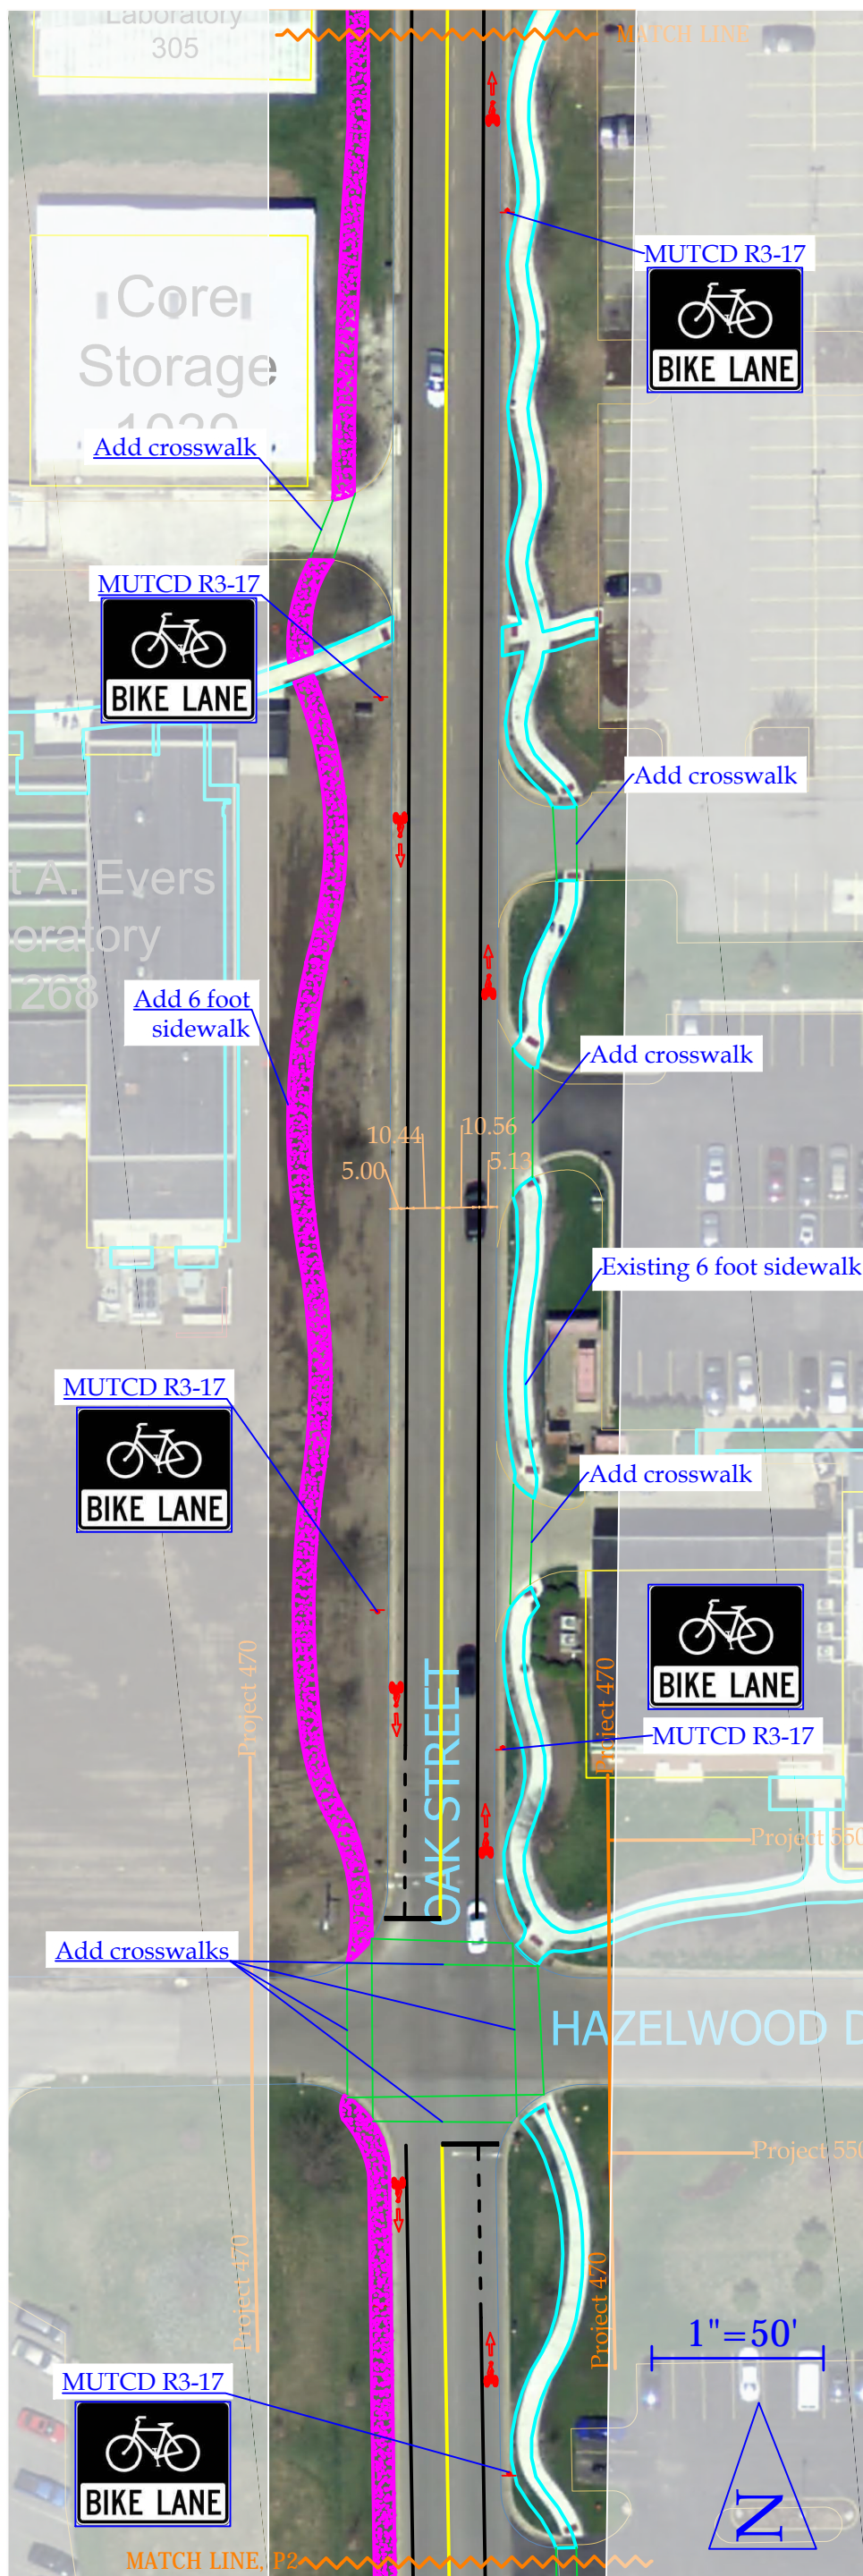 Laboratory
305
MATCH LINE
MUTCD R3-17
BIKE LANE
Core
Storage
1039
Add crosswalk
MUTCD R3-17
BIKE LANE
Add crosswalk
t A. Evers
oratory
1268
Add 6 foot
sidewalk
Add crosswalk
10.44
10.56
5.00
5.13
Existing 6 foot sidewalk
MUTCD R3-17
BIKE LANE
Add crosswalk
Project 470
Project 470
BIKE LANE
MUTCD R3-17
OAK STREET
Project 550
Add crosswalks
HAZELWOOD D
Project 550
Project 470
Project 470
1"=50'
MUTCD R3-17
BIKE LANE
N
MATCH LINE, P2